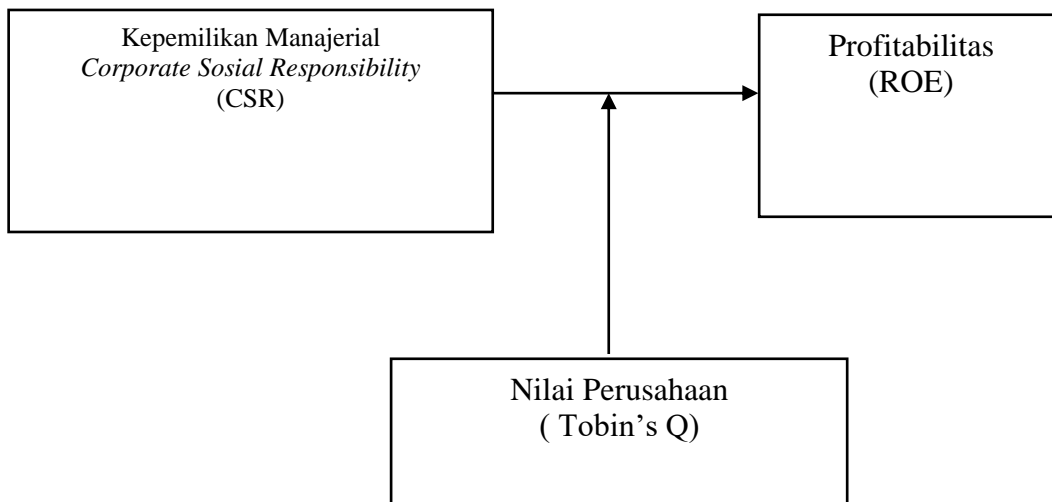 Kepemilikan Manajerial
Corporate Sosial Responsibility
(CSR)
Profitabilitas
(ROE)
Nilai Perusahaan
( Tobin’s Q)